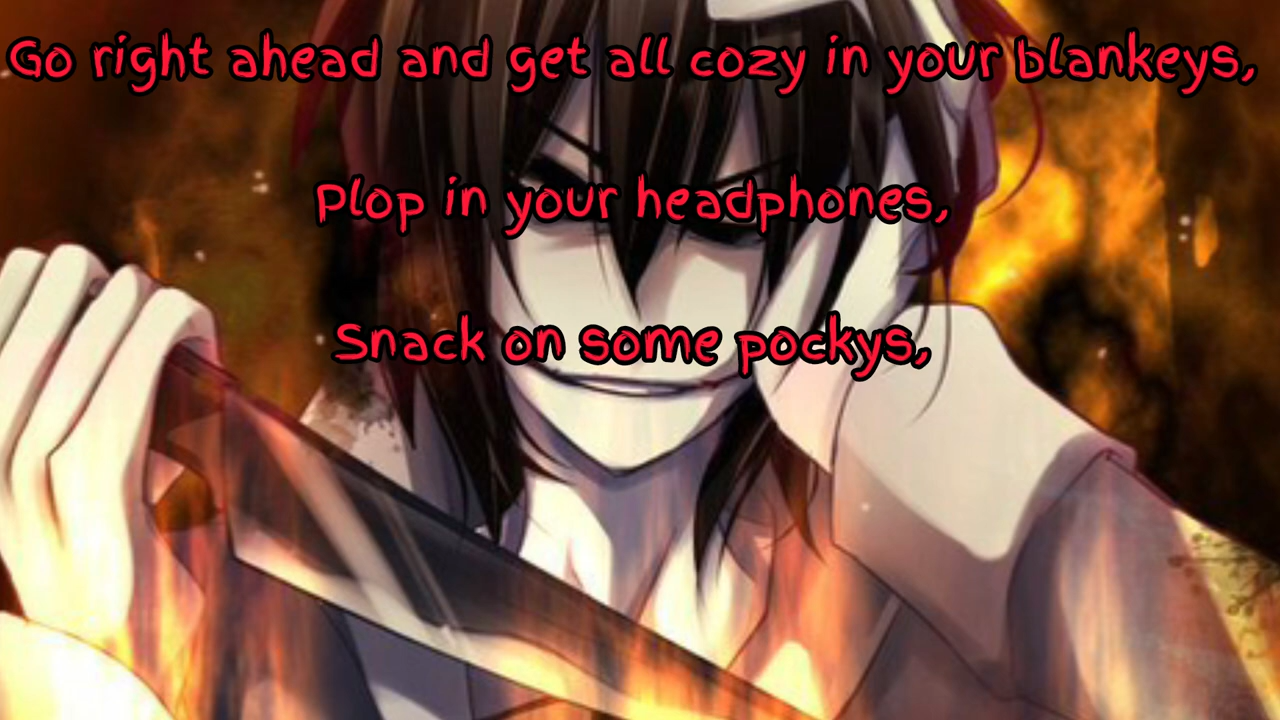 Go right ahead and get all cozy in your blankeys,
Plop in your headphones,
Snack on some pockys,